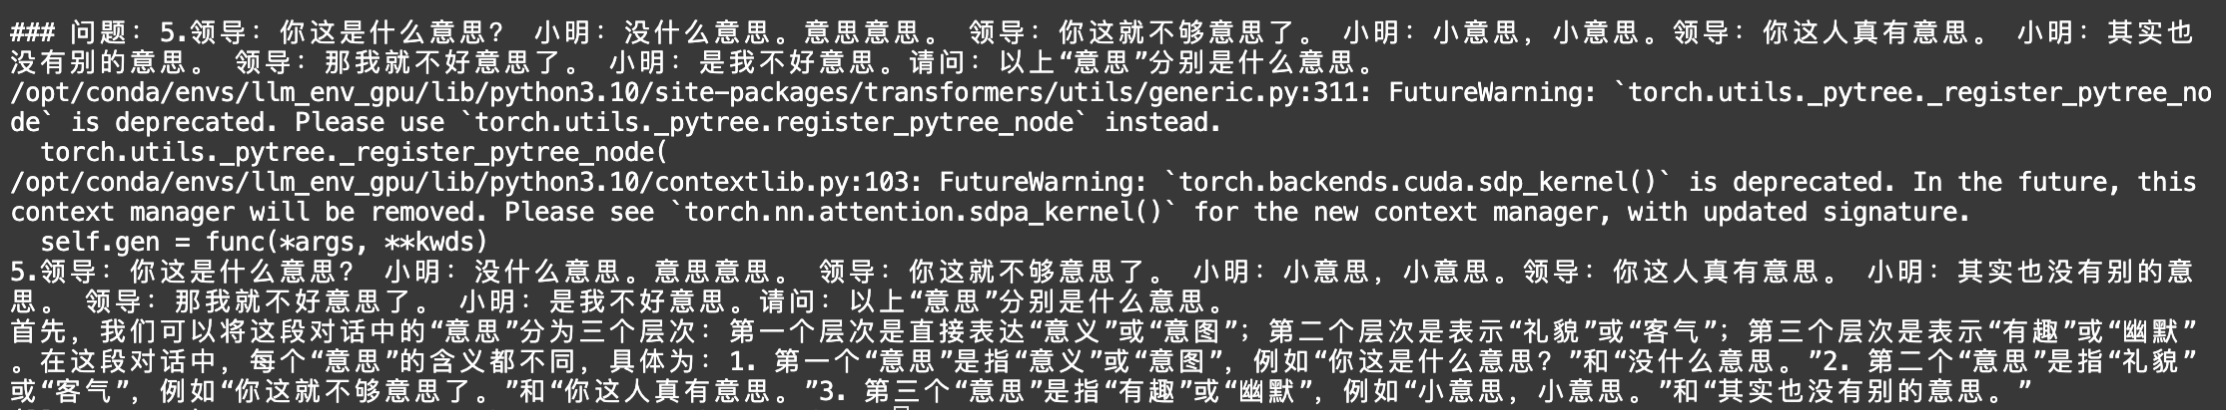 ### 问题: 5.领导: 你这是什么意思? 小明: 没什么意思。意思意思。 领导: 你这就不够意思了。 小明: 小意思, 小意思。领导: 你这人真有意思。 小明: 其实也
没有别的意思。 领导: 那我就不好意思了。 小明: 是我不好意思。请问: 以上“意思”分别是什么意思。
/opt/conda/envs/llm_env_gpu/lib/python3.10/site-packages/transformers/utils/generic.py:311: FutureWarning: `torch.utils._pytree._register_pytree_no
de` is deprecated. Please use `torch.utils._pytree.register_pytree_node` instead.
  torch.utils._pytree._register_pytree_node(
/opt/conda/envs/llm_env_gpu/lib/python3.10/contextlib.py:103: FutureWarning: `torch.backends.cuda.sdp_kernel()` is deprecated. In the future, this
context manager will be removed. Please see `torch.nn.attention.sdpa_kernel()` for the new context manager, with updated signature.
  self.gen = func(*args, **kwds)
5.领导: 你这是什么意思? 小明: 没什么意思。意思意思。 领导: 你这就不够意思了。 小明: 小意思, 小意思。领导: 你这人真有意思。 小明: 其实也没有别的意
思。 领导: 那我就不好意思了。 小明: 是我不好意思。请问: 以上“意思”分别是什么意思。
首先, 我们可以将这段对话中的“意思”分为三个层次: 第一个层次是直接表达“意义”或“意图”; 第二个层次是表示“礼貌”或“客气”; 第三个层次是表示“有趣”或“幽默”
。在这段对话中, 每个“意思”的含义都不同, 具体为: 1. 第一个“意思”是指“意义”或“意图”, 例如“你这是什么意思? ”和“没什么意思。”2. 第二个“意思”是指“礼貌”
或“客气”, 例如“你这就不够意思了。”和“你这人真有意思。”3. 第三个“意思”是指“有趣”或“幽默”, 例如“小意思, 小意思。”和“其实也没有别的意思。”